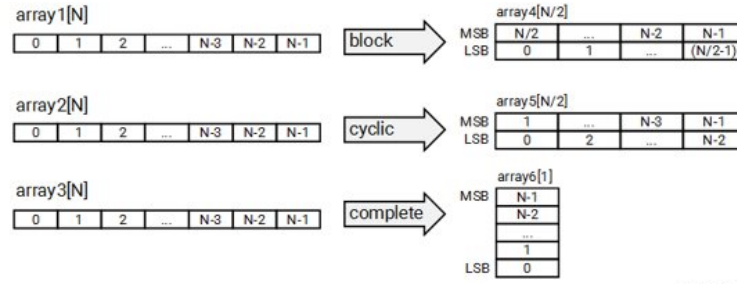 array1[N]
0 1 2 ... N-3 N-2 N-1
block
array4[N/2]
MSB N/2 ... N-2 N-1
LSB 0 1 ... (N/2-1)
array2[N]
0 1 2 ... N-3 N-2 N-1
cyclic
array5[N/2]
MSB 1 ... N-3 N-1
LSB 0 2 ... N-2
array3[N]
0 1 2 ... N-3 N-2 N-1
complete
array6[1]
MSB N-1
N-2
...
1
LSB 0